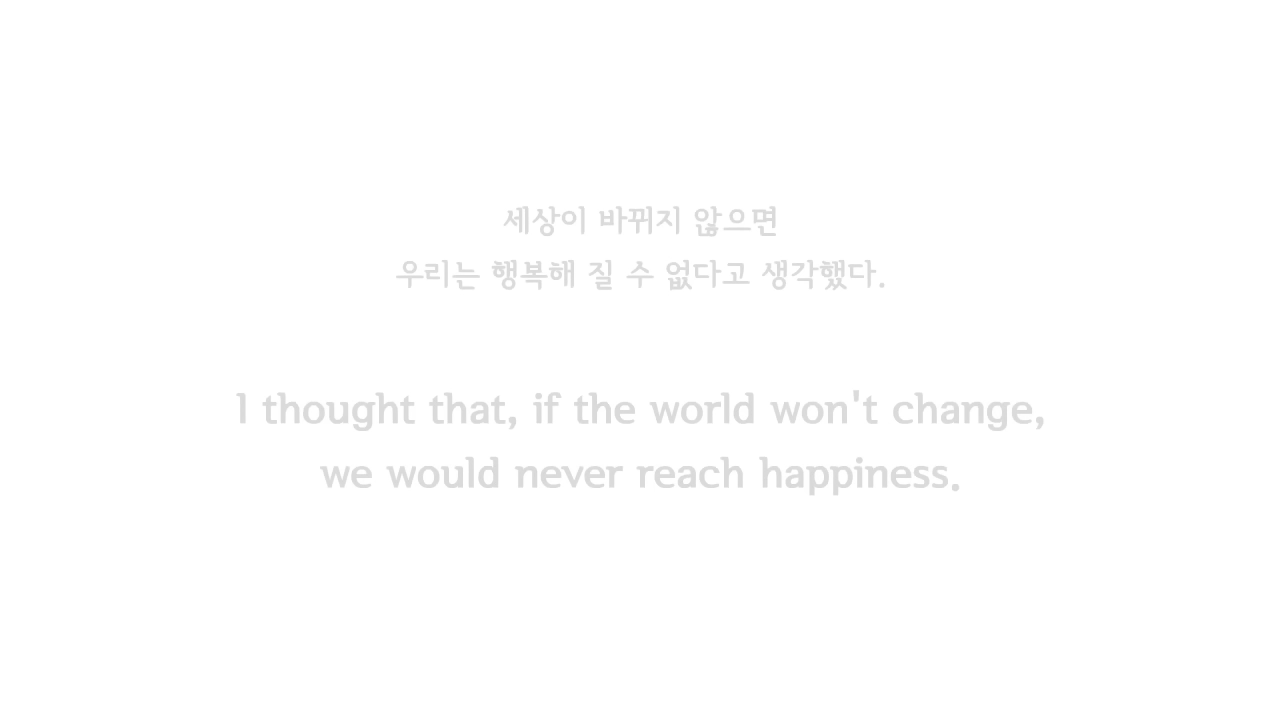 세상이 바뀌지 않으면
우리는 행복해 질 수 없다고 생각했다.
I thought that, if the world won't change,
we would never reach happiness.